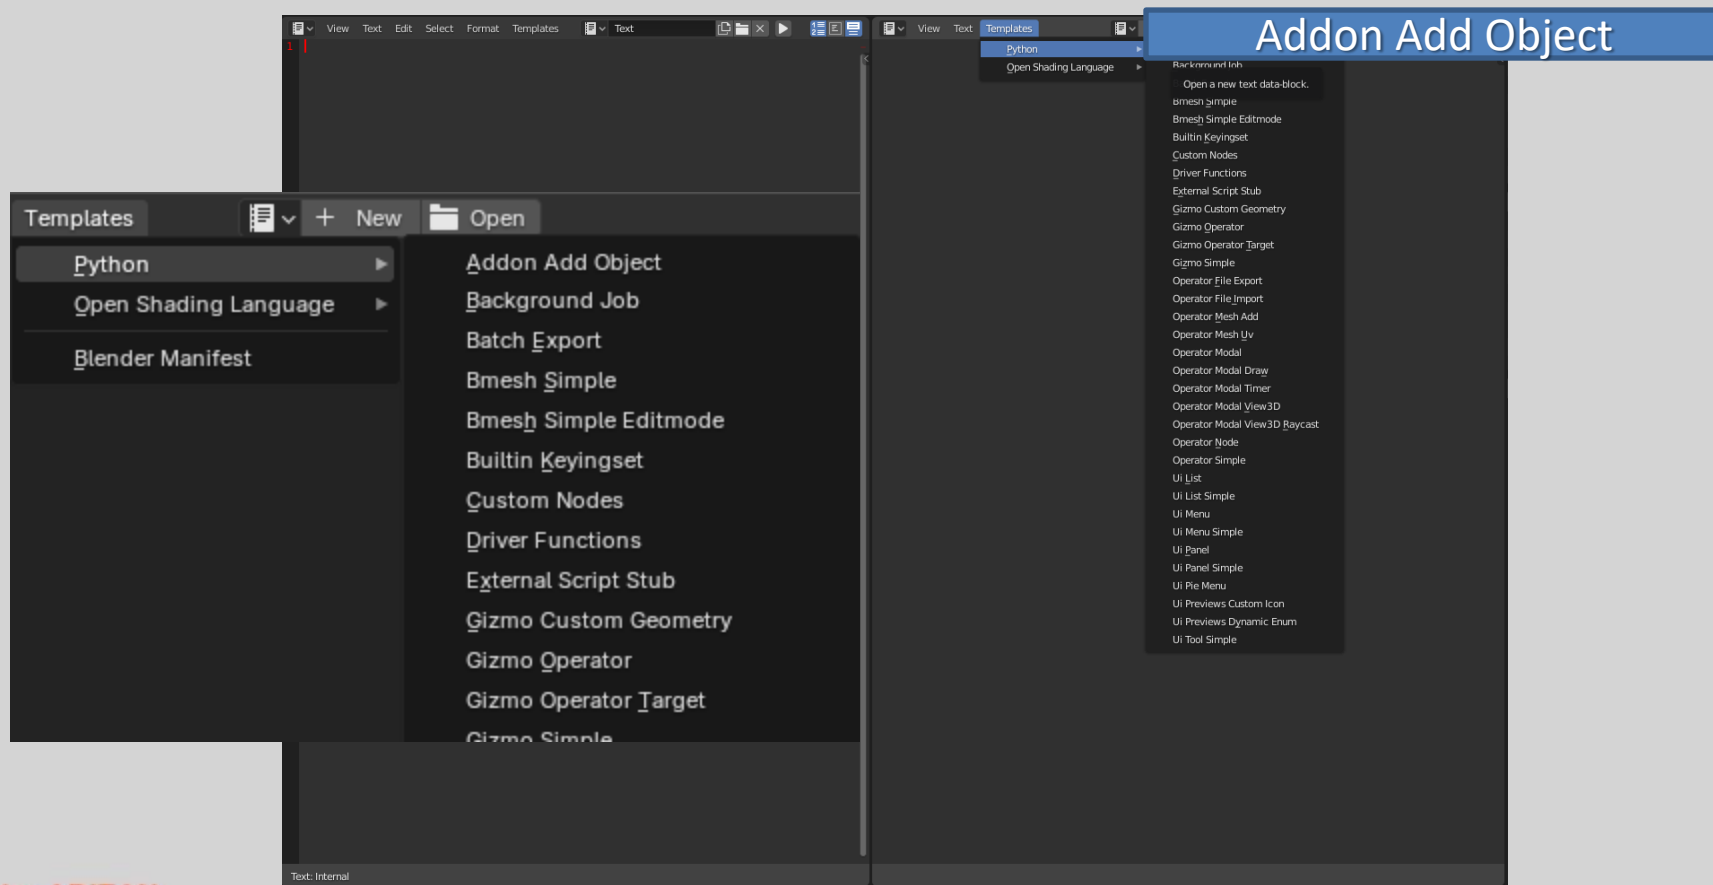 Addon Add Object
View Text Edit Select Format Templates Text
View Text Templates
1
Python
Open Shading Language
Background Job
Open a new text data-block.
Bmesh Simple
Bmesh Simple Editmode
Builtin Keyingset
Custom Nodes
Driver Functions
External Script Stub
Gizmo Custom Geometry
Gizmo Operator
Gizmo Operator Target
Gizmo Simple
Operator File Export
Operator File Import
Operator Mesh Add
Operator Mesh Uv
Operator Modal
Operator Modal Draw
Operator Modal Timer
Operator Modal View3D
Operator Modal View3D Raycast
Operator Node
Operator Simple
Ui List
Ui List Simple
Ui Menu
Ui Menu Simple
Ui Panel
Ui Panel Simple
Ui Pie Menu
Ui Previews Custom Icon
Ui Previews Dynamic Enum
Ui Tool Simple
Templates + New Open
Python
Open Shading Language
Blender Manifest
Addon Add Object
Background Job
Batch Export
Bmesh Simple
Bmesh Simple Editmode
Builtin Keyingset
Custom Nodes
Driver Functions
External Script Stub
Gizmo Custom Geometry
Gizmo Operator
Gizmo Operator Target
Gizmo Simple
Text: Internal